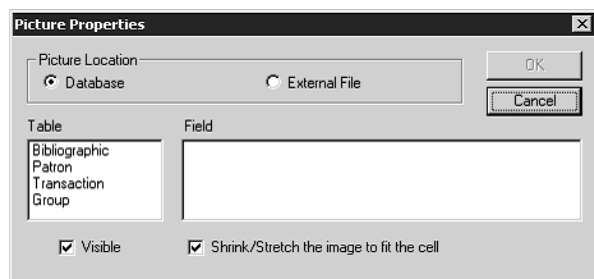 Picture Properties
Picture Location
Database External File
OK
Cancel
Table Field
Bibliographic
Patron
Transaction
Group
Visible Shrink/Stretch the image to fit the cell